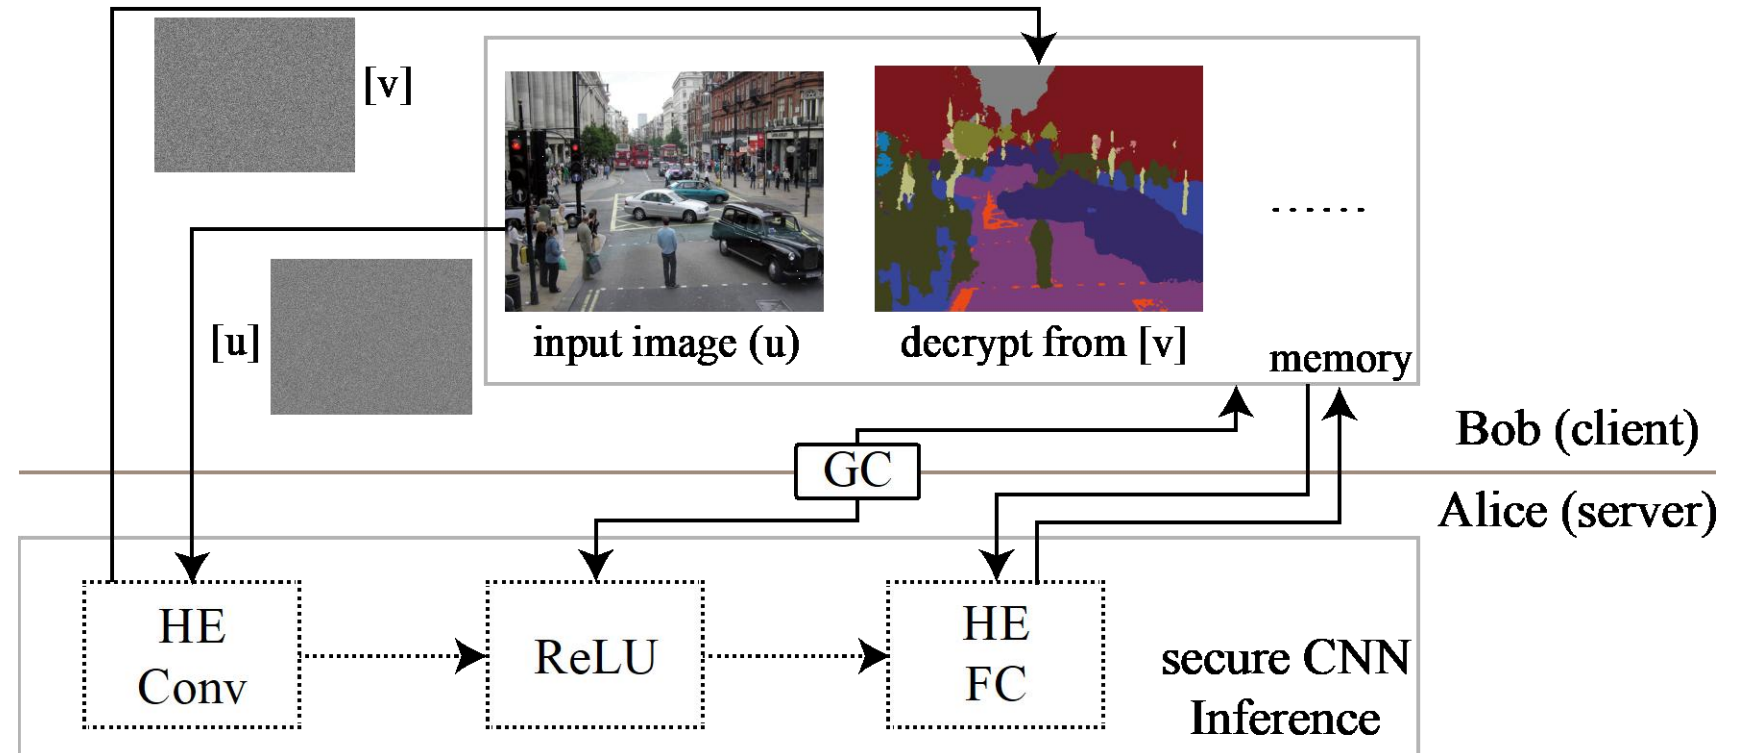 [v]
[u]
input image (u)
decrypt from [v]
......
memory
Bob (client)
GC
Alice (server)
HE
Conv
ReLU
HE
FC
secure CNN
Inference